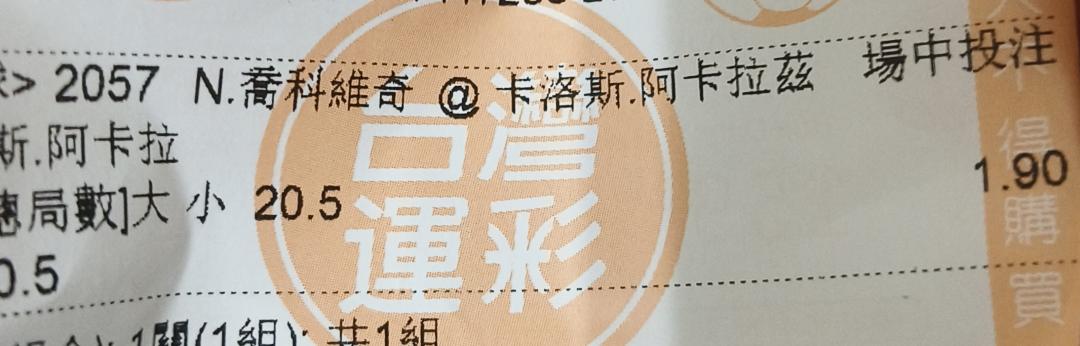 > 2057 N.喬科維奇 @ 卡洛斯.阿卡拉茲 場中投注
斯.阿卡拉
局數]大 小 20.5 1.90
0.5
1關(1組): 共1組
台灣
運彩
得
購
買